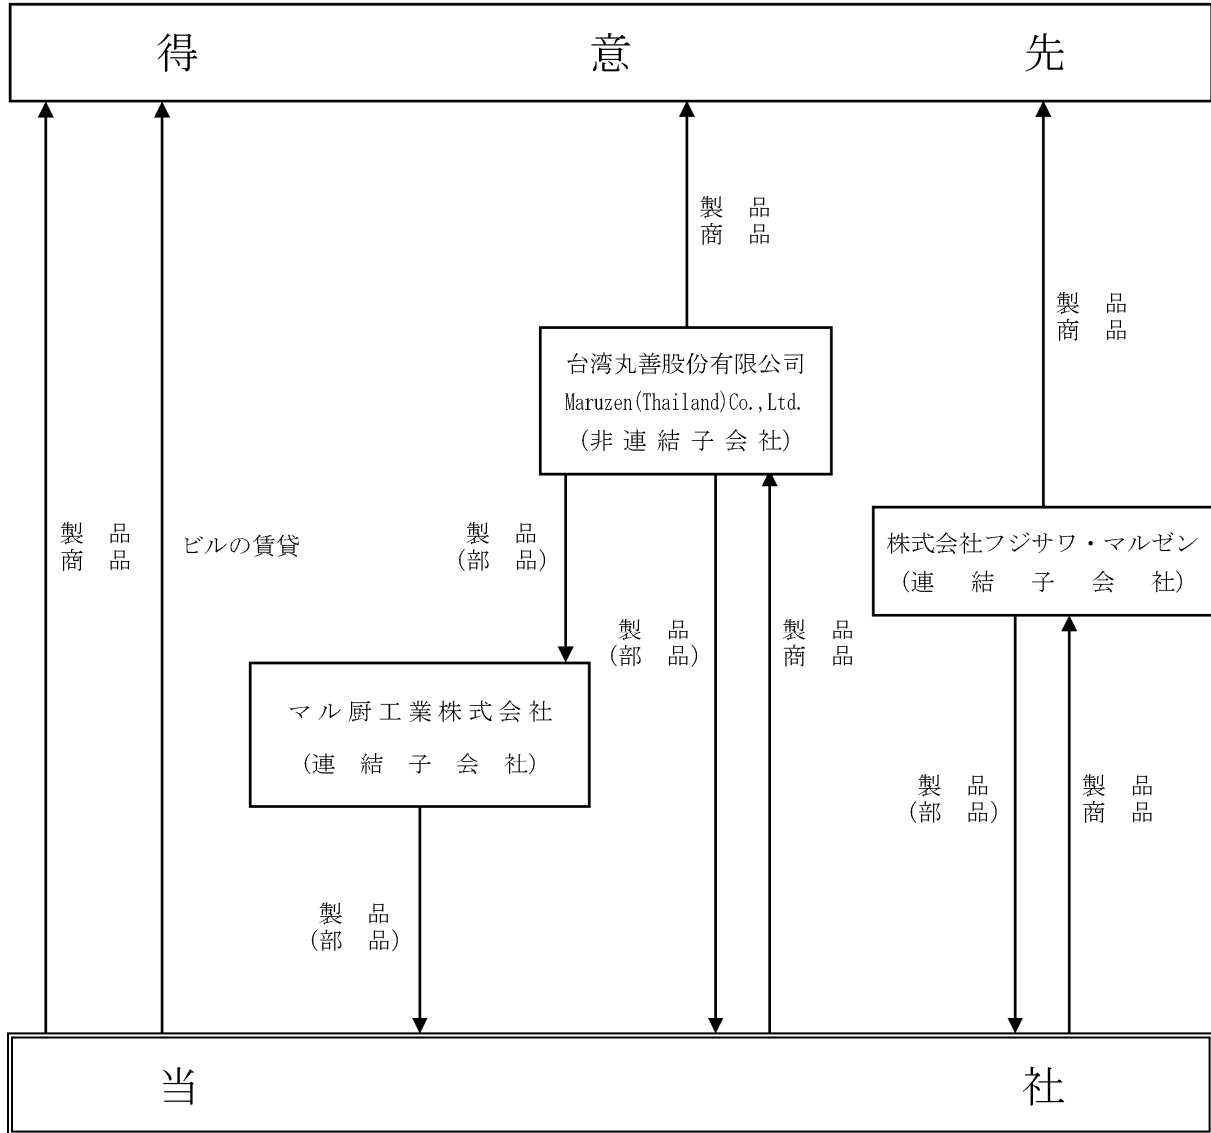 得意先
製品
商品
製品
商品
台湾丸善股份有限公司
Maruzen(Thailand)Co.,Ltd.
(非連結子会社)
製品
商品
ビルの賃貸
製品
(部品)
株式会社フジサワ・マルゼン
(連結子会社)
製品
(部品)
製品
商品
マル厨工業株式会社
(連結子会社)
製品
(部品)
製品
商品
製品
(部品)
当社